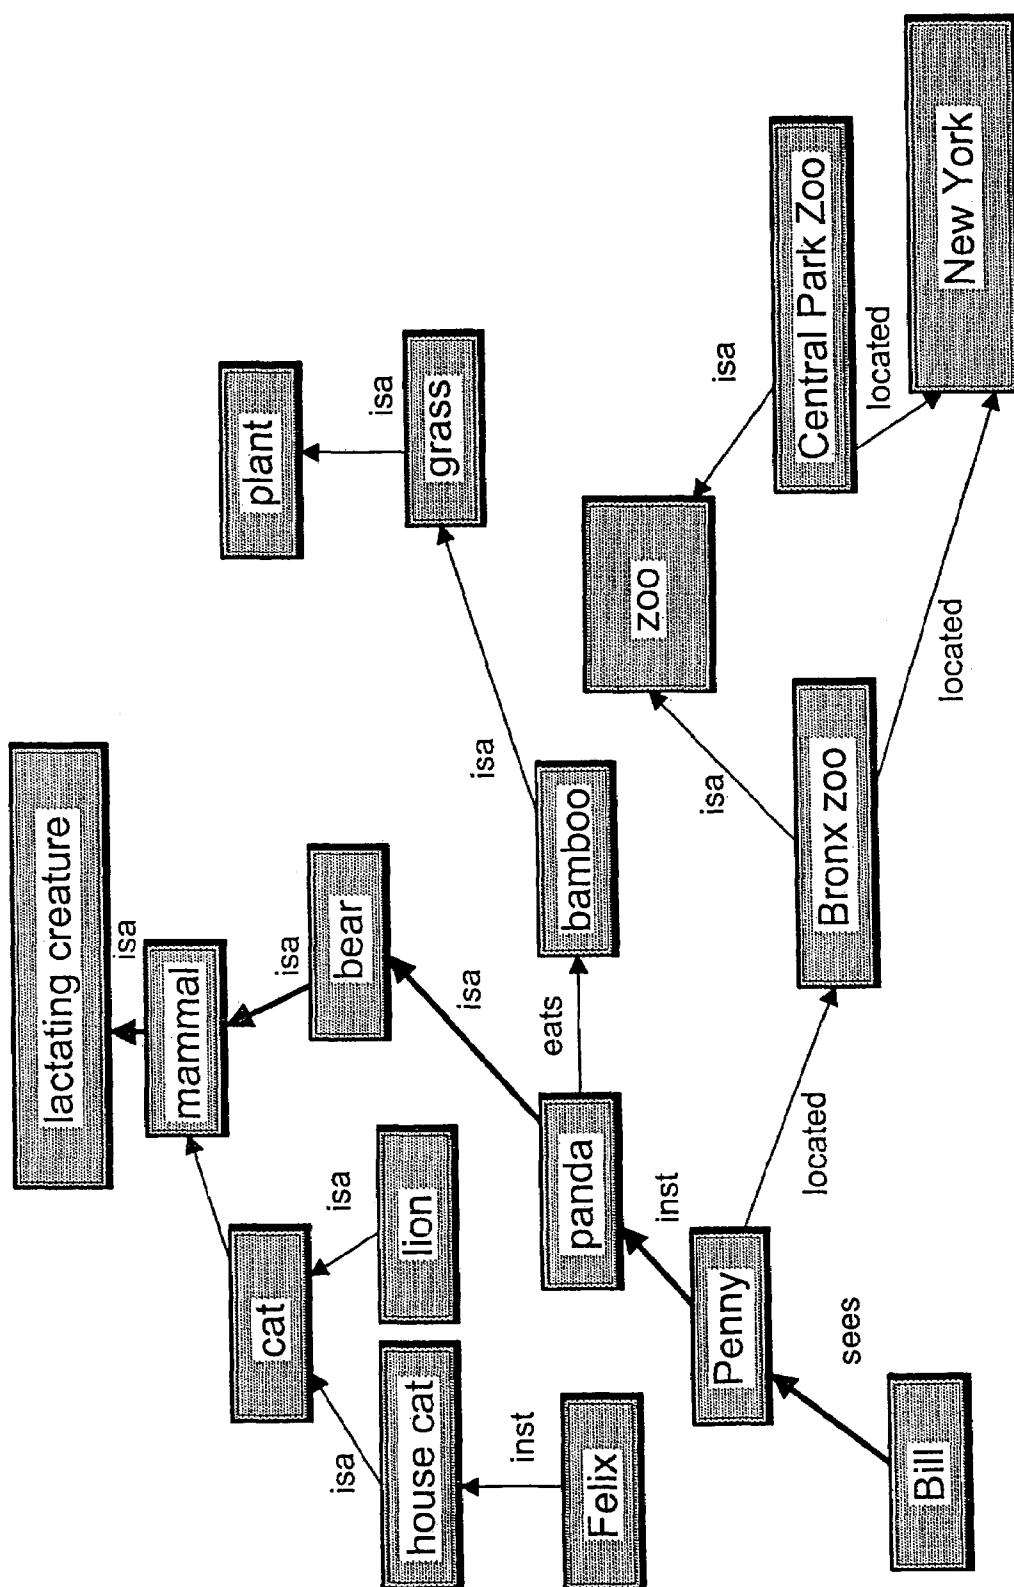 lactating creature
isa
mammal
isa
bear
plant
isa
grass
cat
isa
lion
isa
house cat
inst
Felix
isa
panda
eats
bamboo
isa
zoo
isa
Central Park Zoo
located
New York
inst
Penny
located
Bronx zoo
isa
located
sees
Bill